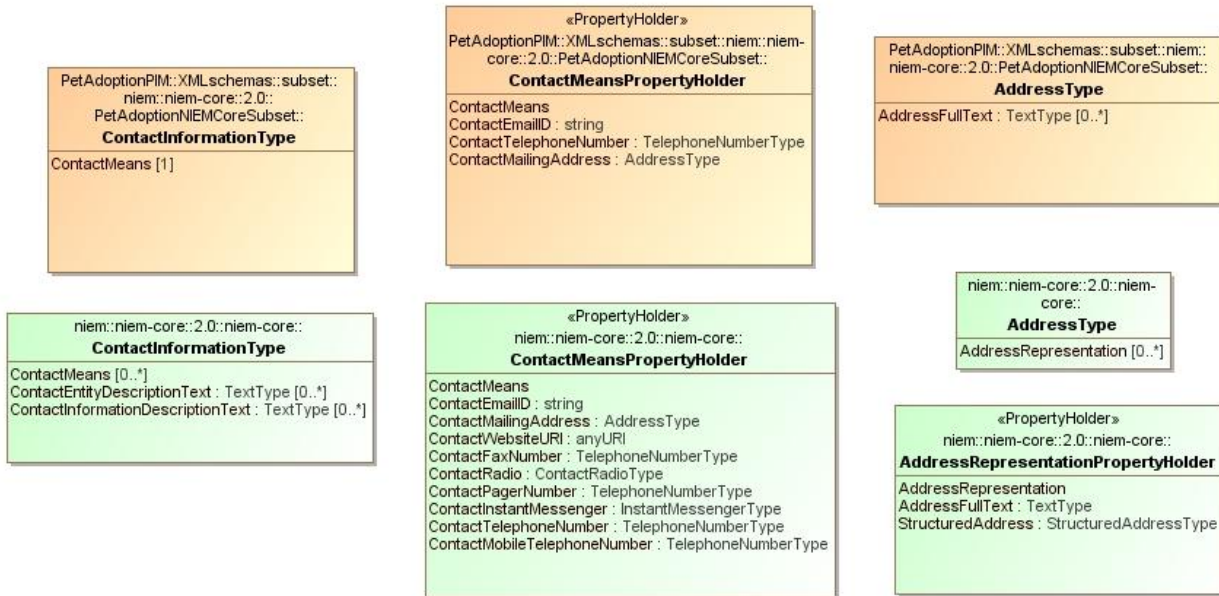 PetAdoptionPIM::XMLschemas::subset::
niem::niem-core::2.0::
PetAdoptionNIEMCoreSubset::
ContactInformationType
ContactMeans [1]
«PropertyHolder»
PetAdoptionPIM::XMLschemas::subset::niem::niem-
core::2.0::PetAdoptionNIEMCoreSubset::
ContactMeansPropertyHolder
ContactMeans
ContactEmailID : string
ContactTelephoneNumber : TelephoneNumberType
ContactMailingAddress : AddressType
PetAdoptionPIM::XMLschemas::subset::niem::
niem-core::2.0::PetAdoptionNIEMCoreSubset::
AddressType
AddressFullText : TextType [0..*]
niem::niem-core::2.0::niem-core::
ContactInformationType
ContactMeans [0..*]
ContactEntityDescriptionText : TextType [0..*]
ContactInformationDescriptionText : TextType [0..*]
«PropertyHolder»
niem::niem-core::2.0::niem-core::
ContactMeansPropertyHolder
ContactMeans
ContactEmailID : string
ContactMailingAddress : AddressType
ContactWebsiteURI : anyURI
ContactFaxNumber : TelephoneNumberType
ContactRadio : ContactRadioType
ContactPagerNumber : TelephoneNumberType
ContactInstantMessenger : InstantMessengerType
ContactTelephoneNumber : TelephoneNumberType
ContactMobileTelephoneNumber : TelephoneNumberType
niem::niem-core::2.0::niem-
core::
AddressType
AddressRepresentation [0..*]
«PropertyHolder»
niem::niem-core::2.0::niem-core::
AddressRepresentationPropertyHolder
AddressRepresentation
AddressFullText : TextType
StructuredAddress : StructuredAddressType